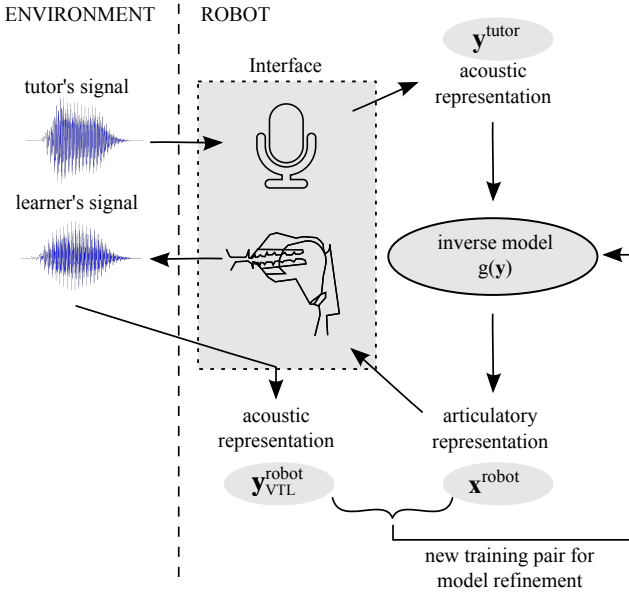 ENVIRONMENT
ROBOT
tutor's signal
learner's signal
Interface
y^tutor
acoustic
representation
inverse model
g(y)
acoustic
representation
y^robot_VTL
articulatory
representation
x^robot
new training pair for
model refinement